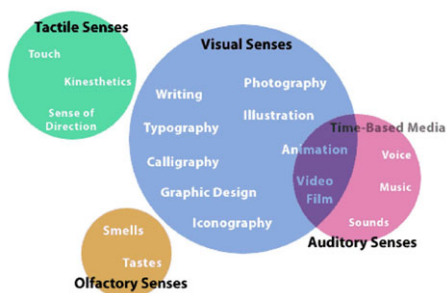 Tactile Senses
Touch
Kinesthetics
Sense of
Direction
Visual Senses
Photography
Writing
Illustration
Typography
Calligraphy
Graphic Design
Iconography
Time-Based Media
Animation
Video
Film
Voice
Music
Sounds
Auditory Senses
Smells
Tastes
Olfactory Senses